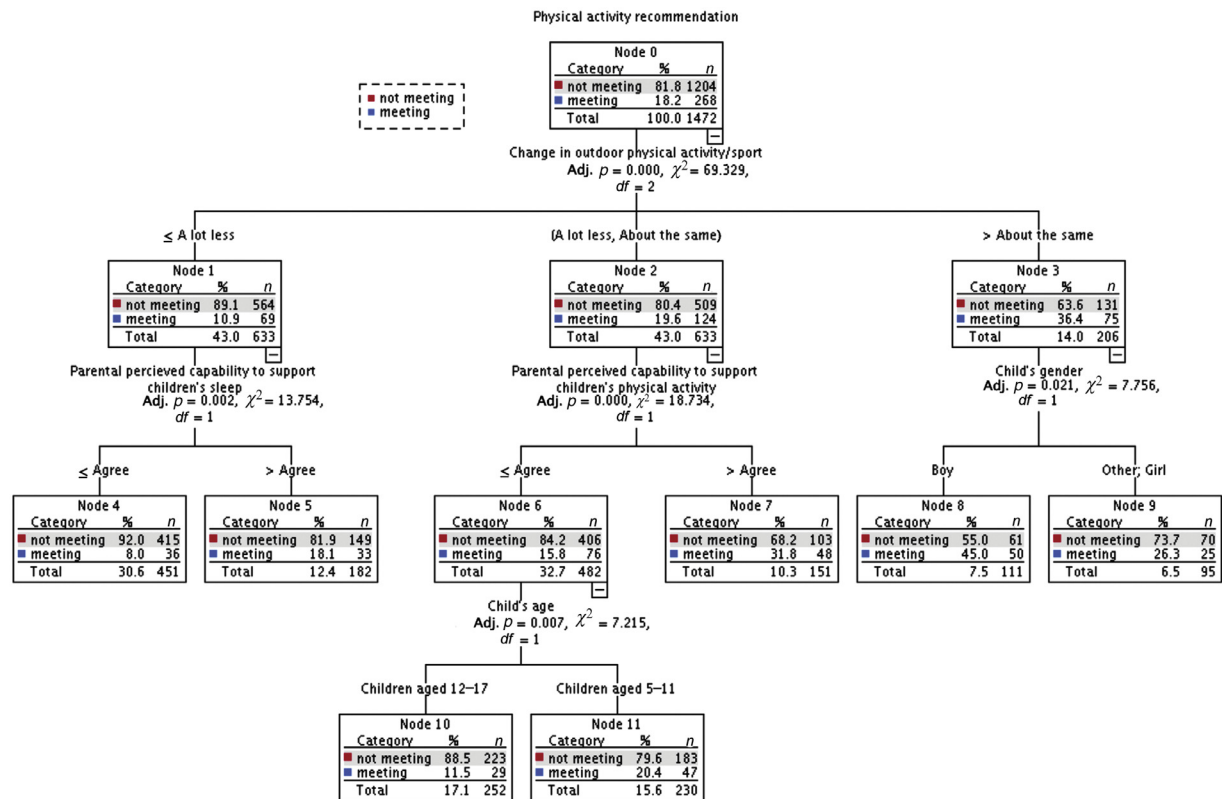 Physical activity recommendation
Node 0
Category % n
not meeting 81.8 1204
meeting 18.2 268
Total 100.0 1472
not meeting
meeting
Change in outdoor physical activity/sport
Adj. p = 0.000, χ² = 69.329,
df = 2
≤ A lot less
(A lot less, About the same)
> About the same
Node 1
Category % n
not meeting 89.1 564
meeting 10.9 69
Total 43.0 633
Node 2
Category % n
not meeting 80.4 509
meeting 19.6 124
Total 43.0 633
Node 3
Category % n
not meeting 63.6 131
meeting 36.4 75
Total 14.0 206
Parental percieved capability to support
children's sleep
Adj. p = 0.002, χ² = 13.754,
df = 1
Parental perceived capability to support
children's physical activity
Adj. p = 0.000, χ² = 18.734,
df = 1
Child's gender
Adj. p = 0.021, χ² = 7.756,
df = 1
≤ Agree
> Agree
≤ Agree
> Agree
Boy
Other; Girl
Node 4
Category % n
not meeting 92.0 415
meeting 8.0 36
Total 30.6 451
Node 5
Category % n
not meeting 81.9 149
meeting 18.1 33
Total 12.4 182
Node 6
Category % n
not meeting 84.2 406
meeting 15.8 76
Total 32.7 482
Node 7
Category % n
not meeting 68.2 103
meeting 31.8 48
Total 10.3 151
Node 8
Category % n
not meeting 55.0 61
meeting 45.0 50
Total 7.5 111
Node 9
Category % n
not meeting 73.7 70
meeting 26.3 25
Total 6.5 95
Child's age
Adj. p = 0.007, χ² = 7.215,
df = 1
Children aged 12–17
Children aged 5–11
Node 10
Category % n
not meeting 88.5 223
meeting 11.5 29
Total 17.1 252
Node 11
Category % n
not meeting 79.6 183
meeting 20.4 47
Total 15.6 230